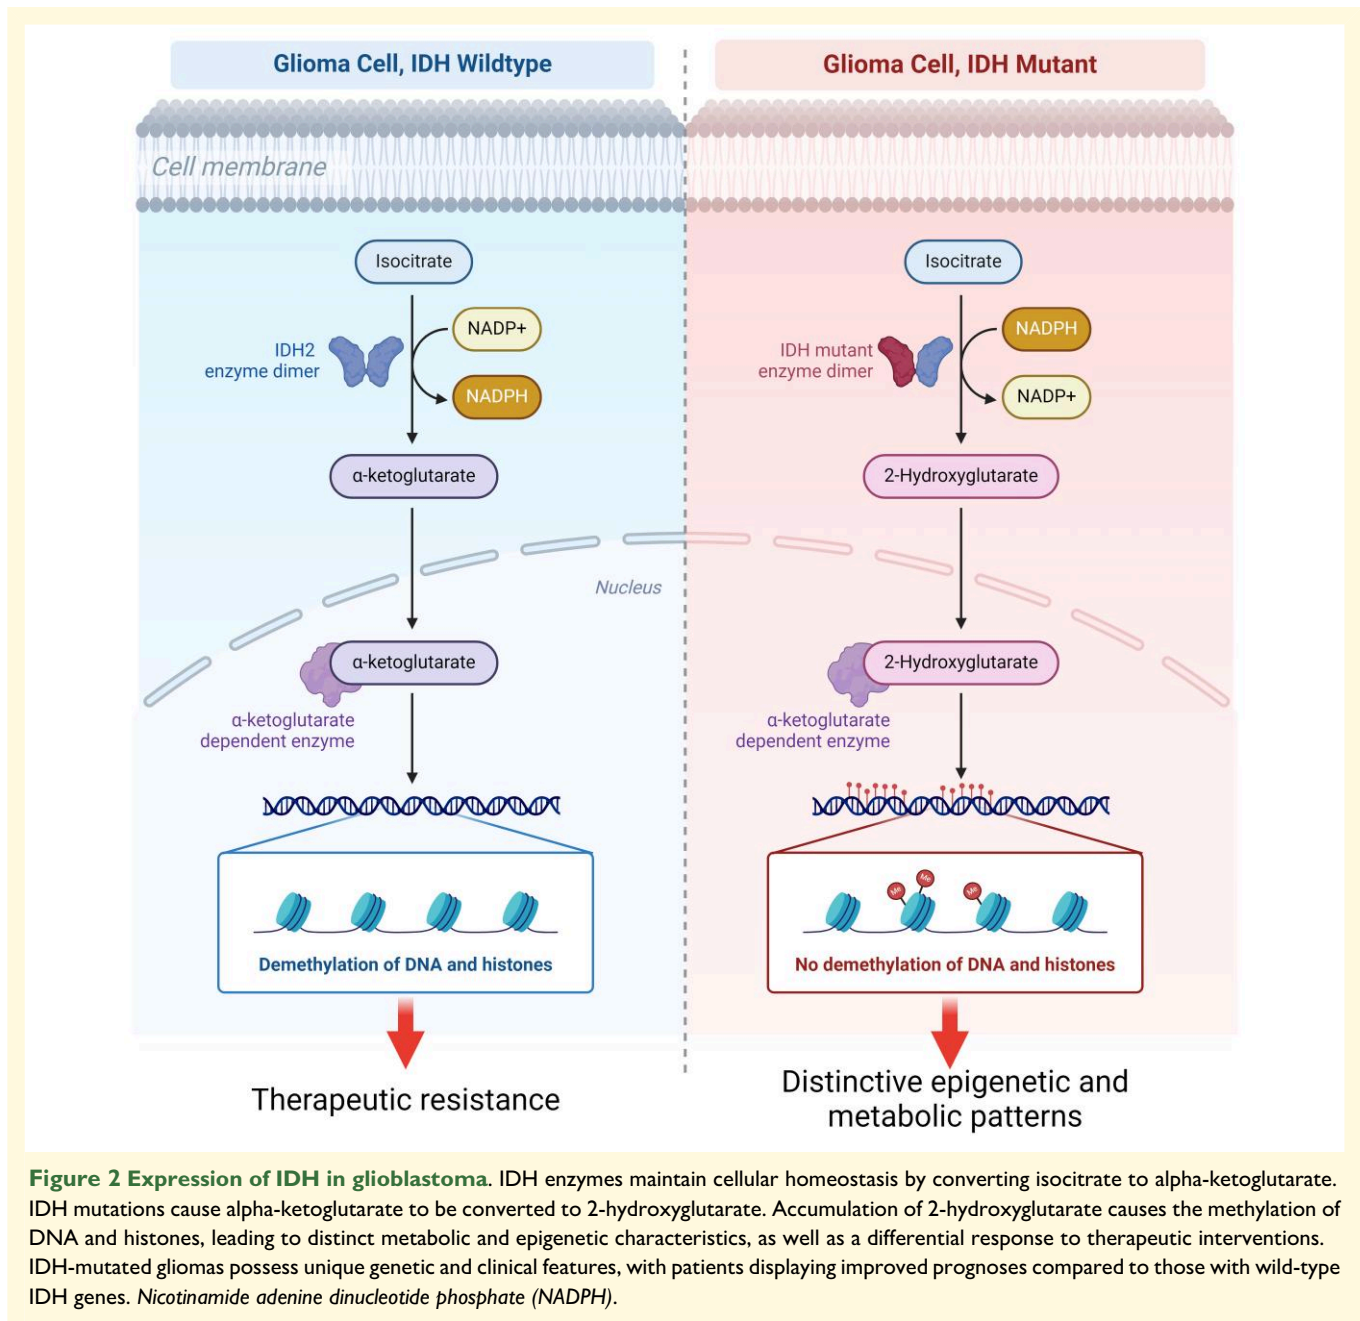 Glioma Cell, IDH Wildtype
Glioma Cell, IDH Mutant
Cell membrane
Isocitrate
NADP+
IDH2
enzyme dimer
NADPH
α-ketoglutarate
Isocitrate
NADPH
IDH mutant
enzyme dimer
NADP+
2-Hydroxyglutarate
Nucleus
α-ketoglutarate
α-ketoglutarate
dependent enzyme
2-Hydroxyglutarate
α-ketoglutarate
dependent enzyme
Demethylation of DNA and histones
Me
Me
Me
No demethylation of DNA and histones
Therapeutic resistance
Distinctive epigenetic and
metabolic patterns
Figure 2 Expression of IDH in glioblastoma. IDH enzymes maintain cellular homeostasis by converting isocitrate to alpha-ketoglutarate.
IDH mutations cause alpha-ketoglutarate to be converted to 2-hydroxyglutarate. Accumulation of 2-hydroxyglutarate causes the methylation of
DNA and histones, leading to distinct metabolic and epigenetic characteristics, as well as a differential response to therapeutic interventions.
IDH-mutated gliomas possess unique genetic and clinical features, with patients displaying improved prognoses compared to those with wild-type
IDH genes. Nicotinamide adenine dinucleotide phosphate (NADPH).